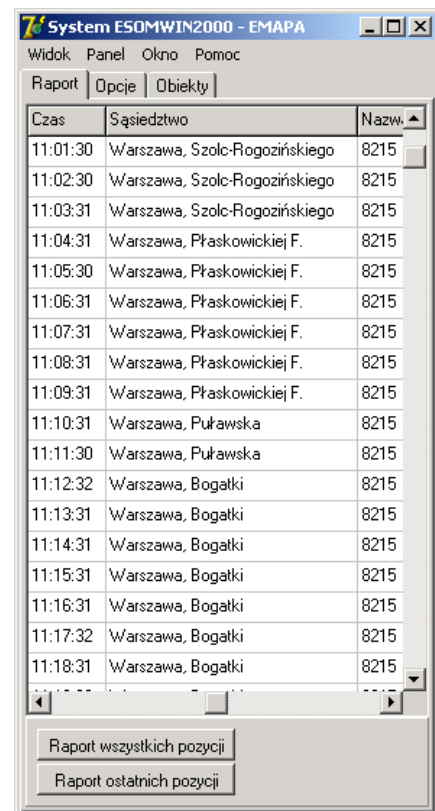 System ESOMWIN2000 - EMAPA
Widok Panel Okno Pomoc
Raport Opcje Obiekty
Czas Sąsiedztwo Nazw
11:01:30 Warszawa, Szolc-Rogozińskiego 8215
11:02:30 Warszawa, Szolc-Rogozińskiego 8215
11:03:31 Warszawa, Szolc-Rogozińskiego 8215
11:04:31 Warszawa, Płaskowickiej F. 8215
11:05:30 Warszawa, Płaskowickiej F. 8215
11:06:31 Warszawa, Płaskowickiej F. 8215
11:07:31 Warszawa, Płaskowickiej F. 8215
11:08:31 Warszawa, Płaskowickiej F. 8215
11:09:31 Warszawa, Płaskowickiej F. 8215
11:10:31 Warszawa, Puławska 8215
11:11:30 Warszawa, Puławska 8215
11:12:32 Warszawa, Bogatki 8215
11:13:31 Warszawa, Bogatki 8215
11:14:31 Warszawa, Bogatki 8215
11:15:31 Warszawa, Bogatki 8215
11:16:31 Warszawa, Bogatki 8215
11:17:32 Warszawa, Bogatki 8215
11:18:31 Warszawa, Bogatki 8215
Raport wszystkich pozycji
Raport ostatnich pozycji